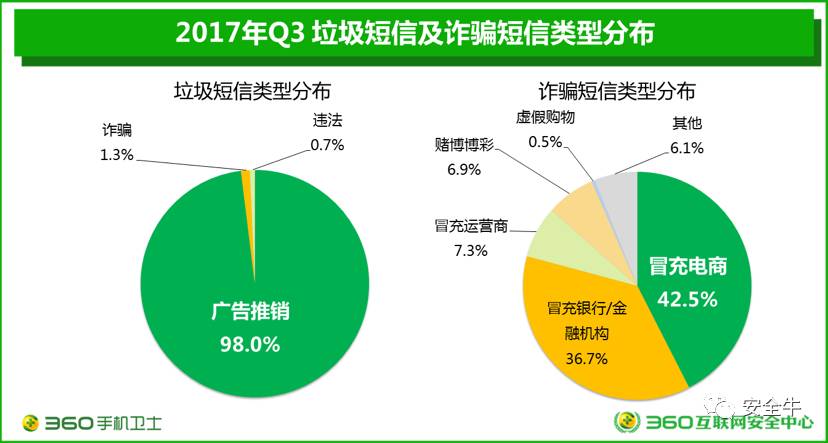 2017年Q3 垃圾短信及诈骗短信类型分布
垃圾短信类型分布
诈骗
1.3%
违法
0.7%
广告推销
98.0%
诈骗短信类型分布
虚假购物
0.5%
其他
6.1%
赌博博彩
6.9%
冒充运营商
7.3%
冒充电商
42.5%
冒充银行/金
融机构
36.7%
安全牛
360手机卫士
360互联网安全中心